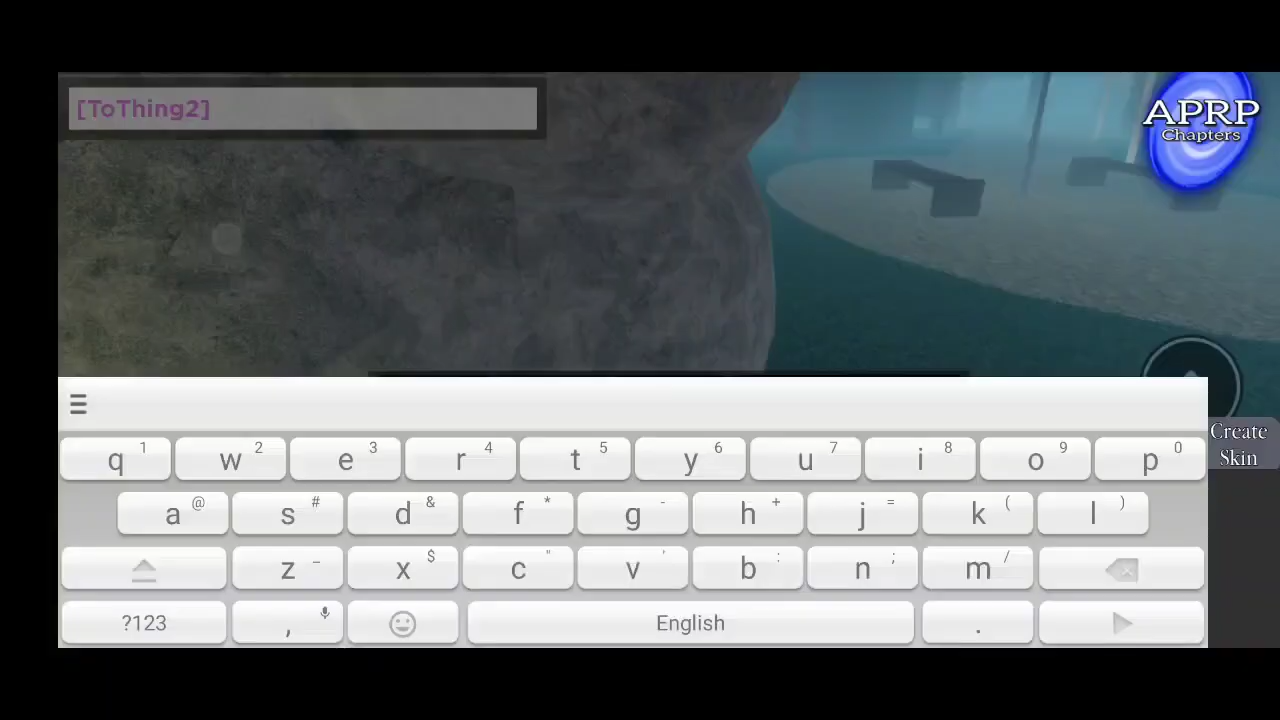 [ToThing2]
APRP
Chapters
Create
Skin
q 1 w 2 e 3 r 4 t 5 y 6 u 7 i 8 o 9 p 0
a @ s # d & f * g - h + j = k ( l )
z _ x $ c " v ' b : n ; m /
?123 , English .